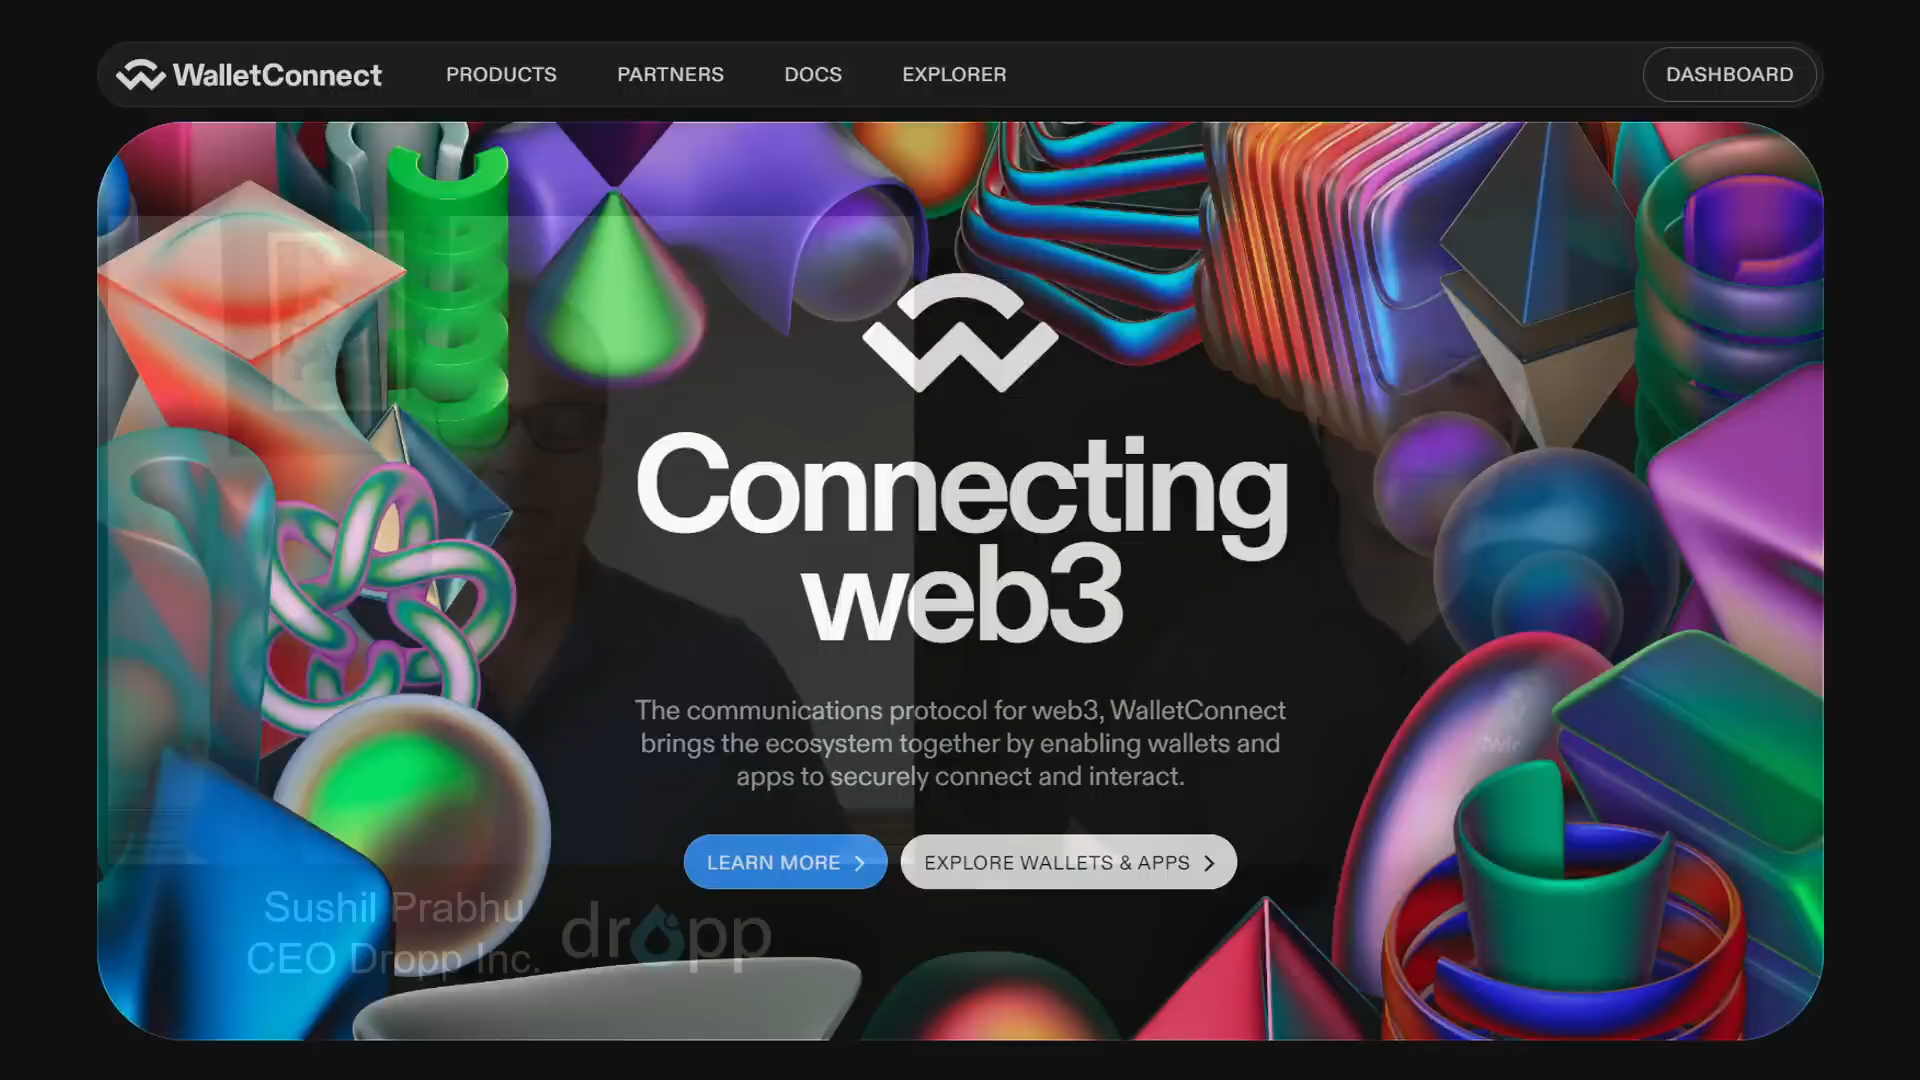 WalletConnect
PRODUCTS
PARTNERS
DOCS
EXPLORER
DASHBOARD
Connecting
web3
The communications protocol for web3, WalletConnect
brings the ecosystem together by enabling wallets and
apps to securely connect and interact.
LEARN MORE
EXPLORE WALLETS & APPS
Sushil Prabhu
CEO Dropp Inc.
dropp